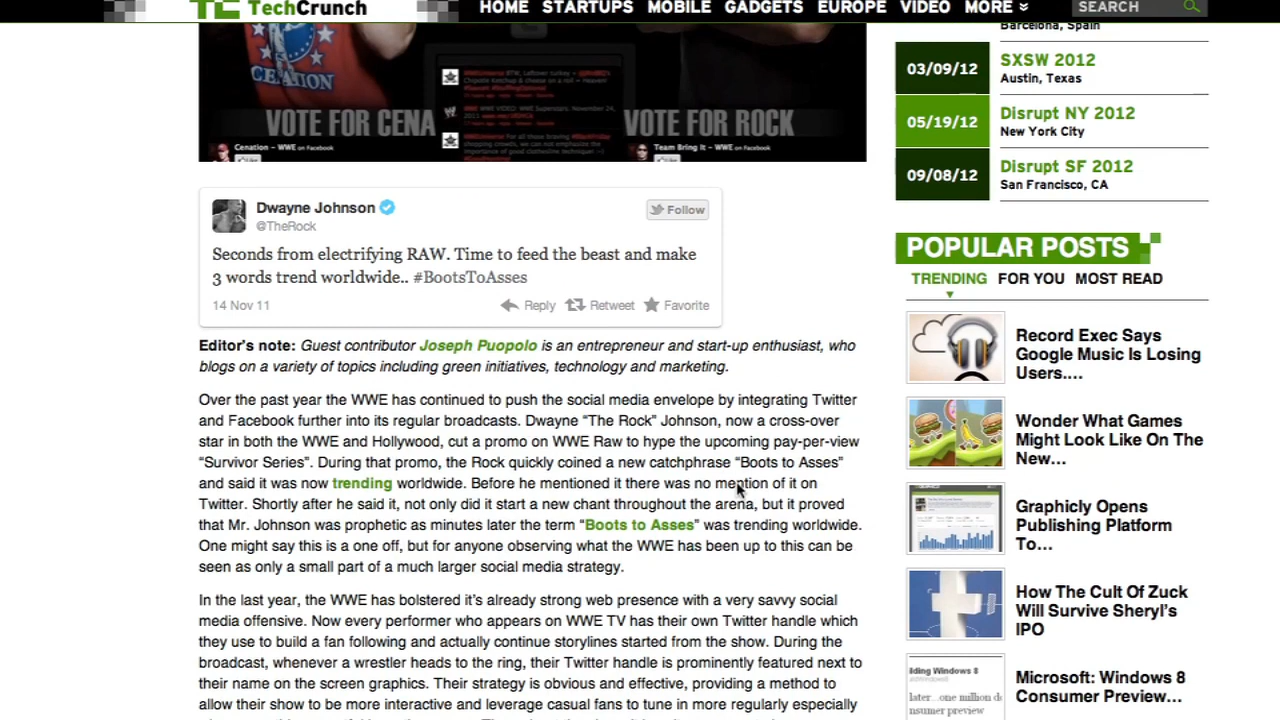 TechCrunch
HOME STARTUPS MOBILE GADGETS EUROPE VIDEO MORE
SEARCH
VOTE FOR CENA
VOTE FOR ROCK
Cenation – WWE on Facebook
Team Bring It – WWE on Facebook
Dwayne Johnson
@TheRock
Follow
Seconds from electrifying RAW. Time to feed the beast and make
3 words trend worldwide.. #BootsToAsses
14 Nov 11
Reply Retweet Favorite
Editor's note: Guest contributor Joseph Puopolo is an entrepreneur and start-up enthusiast, who
blogs on a variety of topics including green initiatives, technology and marketing.
Over the past year the WWE has continued to push the social media envelope by integrating Twitter
and Facebook further into its regular broadcasts. Dwayne “The Rock” Johnson, now a cross-over
star in both the WWE and Hollywood, cut a promo on WWE Raw to hype the upcoming pay-per-view
“Survivor Series”. During that promo, the Rock quickly coined a new catchphrase “Boots to Asses”
and said it was now trending worldwide. Before he mentioned it there was no mention of it on
Twitter. Shortly after he said it, not only did it start a new chant throughout the arena, but it proved
that Mr. Johnson was prophetic as minutes later the term “Boots to Asses” was trending worldwide.
One might say this is a one off, but for anyone observing what the WWE has been up to this can be
seen as only a small part of a much larger social media strategy.
In the last year, the WWE has bolstered it's already strong web presence with a very savvy social
media offensive. Now every performer who appears on WWE TV has their own Twitter handle which
they use to build a fan following and actually continue storylines started from the show. During the
broadcast, whenever a wrestler heads to the ring, their Twitter handle is prominently featured next to
their name on the screen graphics. Their strategy is obvious and effective, providing a method to
allow their show to be more interactive and leverage casual fans to tune in more regularly especially
Barcelona, Spain
03/09/12
SXSW 2012
Austin, Texas
05/19/12
Disrupt NY 2012
New York City
09/08/12
Disrupt SF 2012
San Francisco, CA
POPULAR POSTS
TRENDING FOR YOU MOST READ
Record Exec Says
Google Music Is Losing
Users....
Wonder What Games
Might Look Like On The
New…
Graphicly Opens
Publishing Platform
To…
How The Cult Of Zuck
Will Survive Sheryl's
IPO
Microsoft: Windows 8
Consumer Preview…